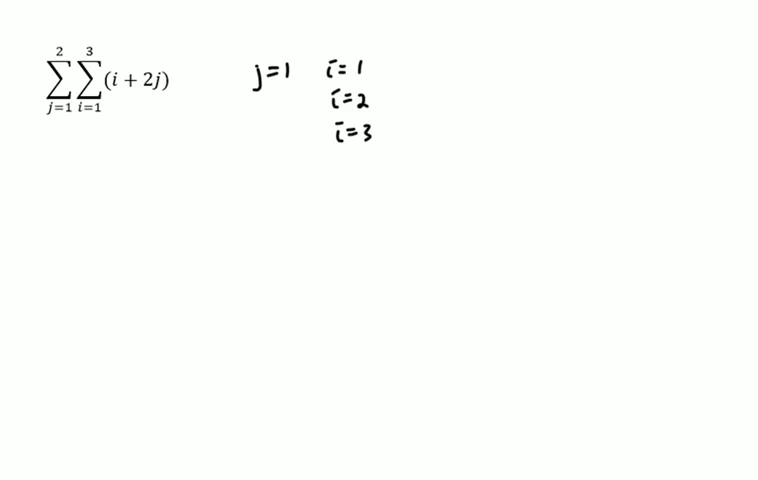 2 3
∑ ∑ (i + 2j)
j=1 i=1
j=1 i=1
i=2
i=3